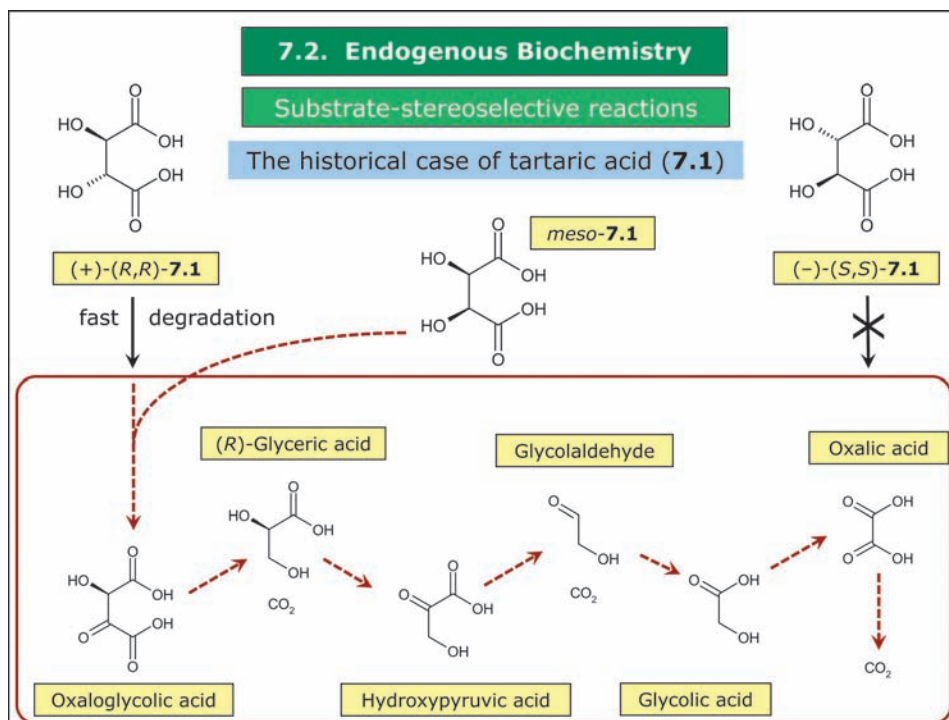 7.2. Endogenous Biochemistry
Substrate-stereoselective reactions
The historical case of tartaric acid (7.1)
O
HO
OH
HO
OH
O
(+)-(R,R)-7.1
fast degradation
meso-7.1
O
HO
OH
HO
OH
O
O
HO
OH
HO
OH
O
(–)-(S,S)-7.1
(R)-Glyceric acid
Glycolaldehyde
Oxalic acid
O
HO
OH
O
OH
O
Oxaloglycolic acid
O
HO
OH
OH
CO2
O
O
OH
OH
Hydroxypyruvic acid
O
OH
CO2
O
OH
OH
Glycolic acid
O
OH
O
OH
CO2